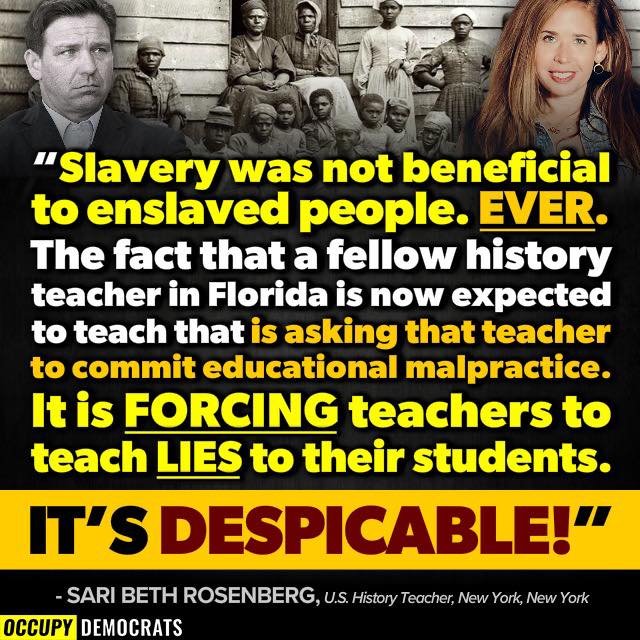 “Slavery was not beneficial
to enslaved people. EVER.
The fact that a fellow history
teacher in Florida is now expected
to teach that is asking that teacher
to commit educational malpractice.
It is FORCING teachers to
teach LIES to their students.
IT’S DESPICABLE!”
- SARI BETH ROSENBERG, U.S. History Teacher, New York, New York
OCCUPY DEMOCRATS